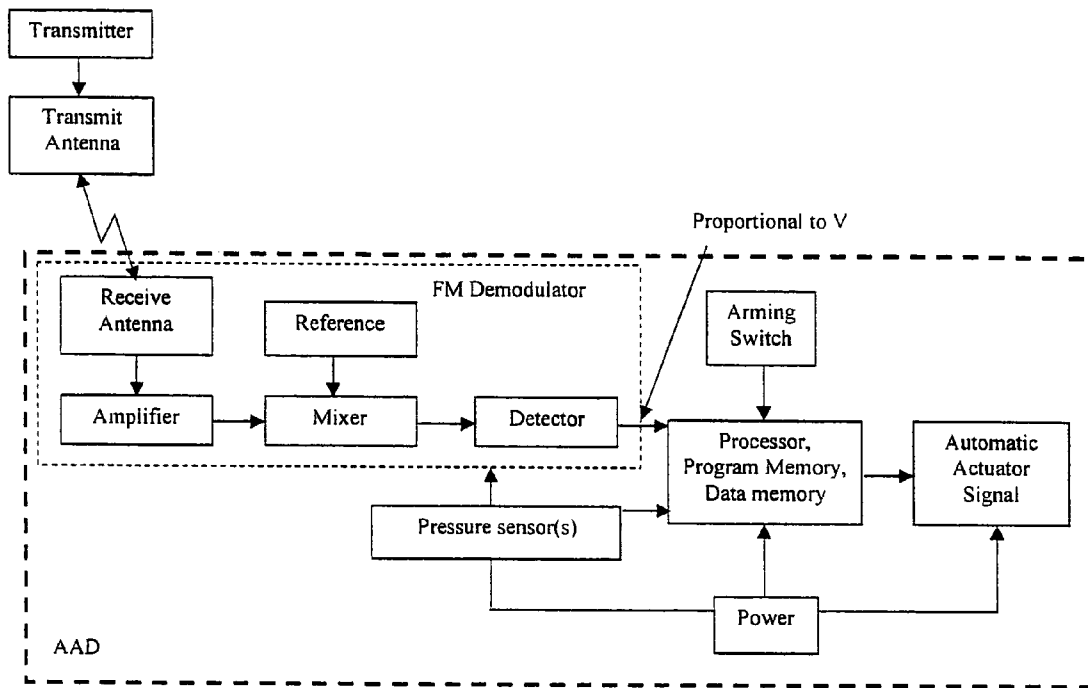 Transmitter
Transmit
Antenna
Proportional to V
FM Demodulator
Receive
Antenna
Reference
Arming
Switch
Amplifier
Mixer
Detector
Processor,
Program Memory,
Data memory
Automatic
Actuator
Signal
Pressure sensor(s)
Power
AAD